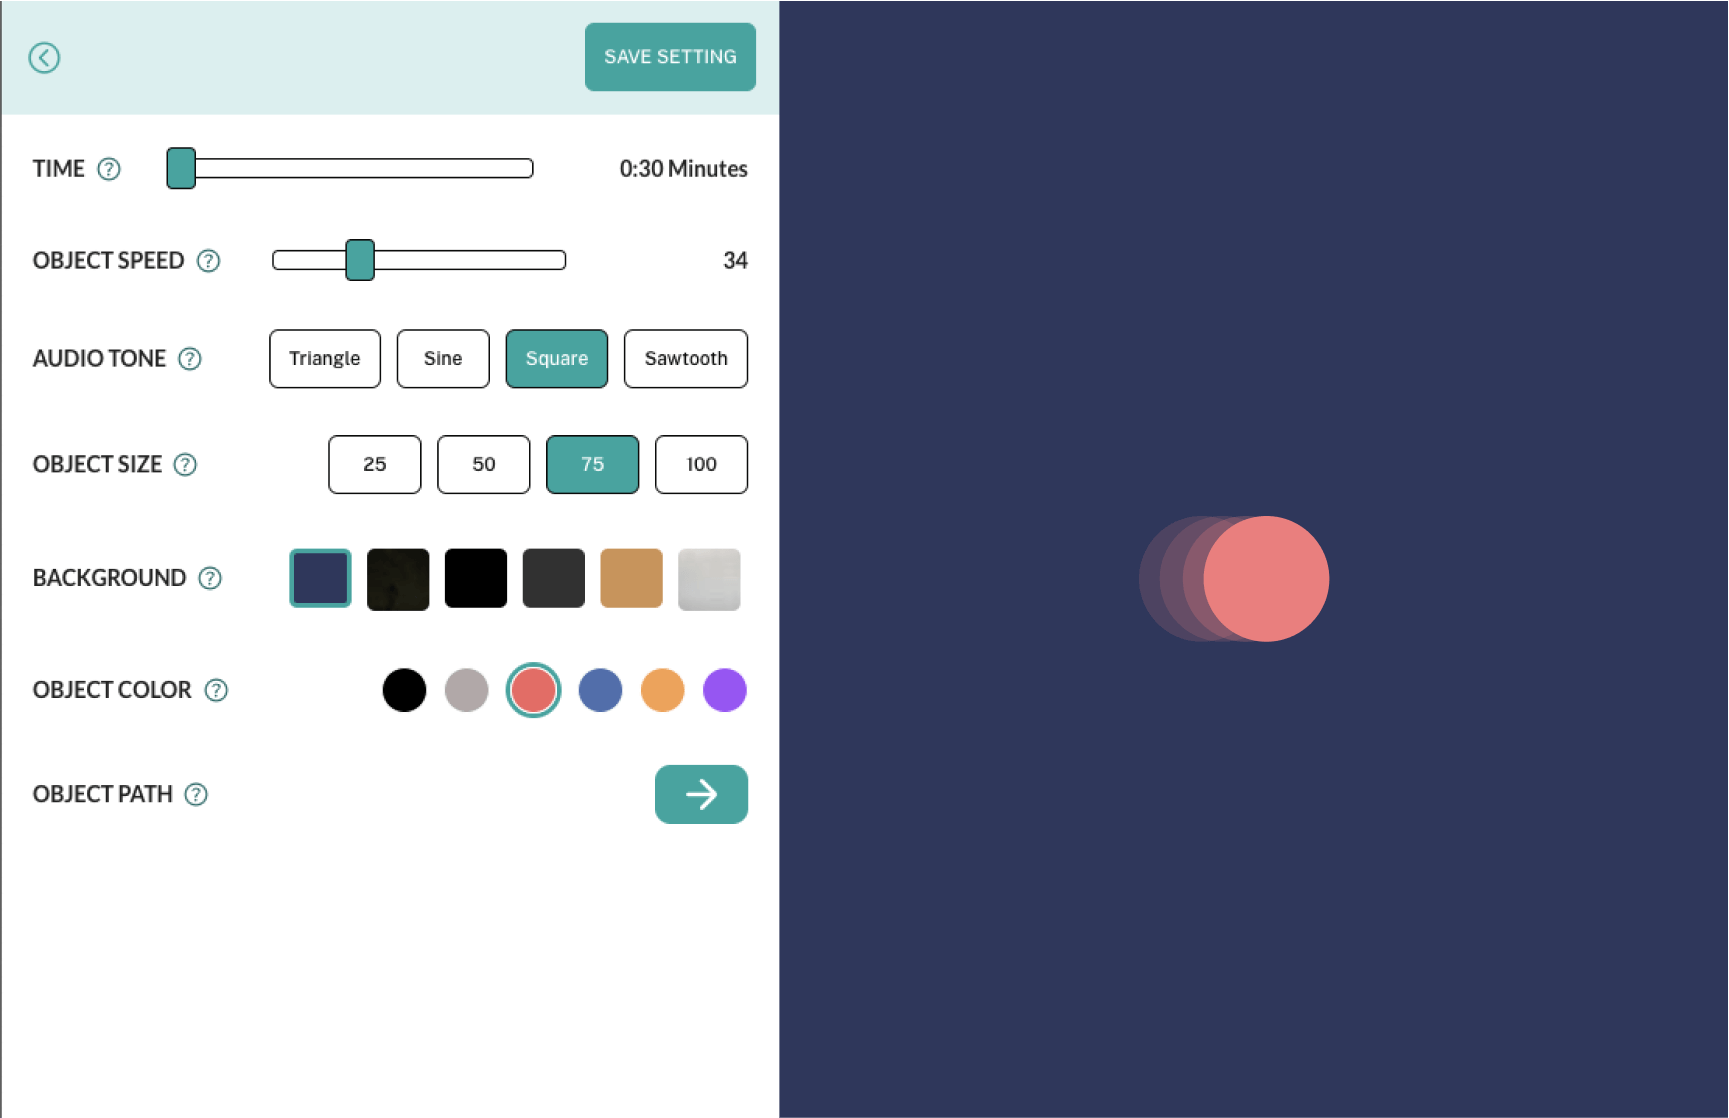 SAVE SETTING
TIME ? 0:30 Minutes
OBJECT SPEED ? 34
AUDIO TONE ? Triangle Sine Square Sawtooth
OBJECT SIZE ? 25 50 75 100
BACKGROUND ?
OBJECT COLOR ?
OBJECT PATH ?